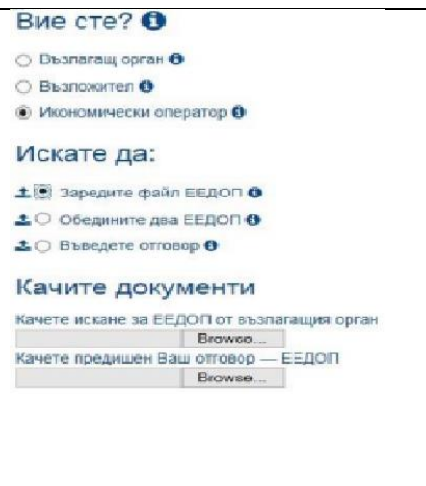 Вие сте?
Възлагащ орган
Възложител
Икономически оператор
Искате да:
Заредите файл ЕЕДОП
Обедините два ЕЕДОП
Въведете отговор
Качите документи
Качете искане за ЕЕДОП от възлагащия орган
Browse...
Качете предишен Ваш отговор — ЕЕДОП
Browse...